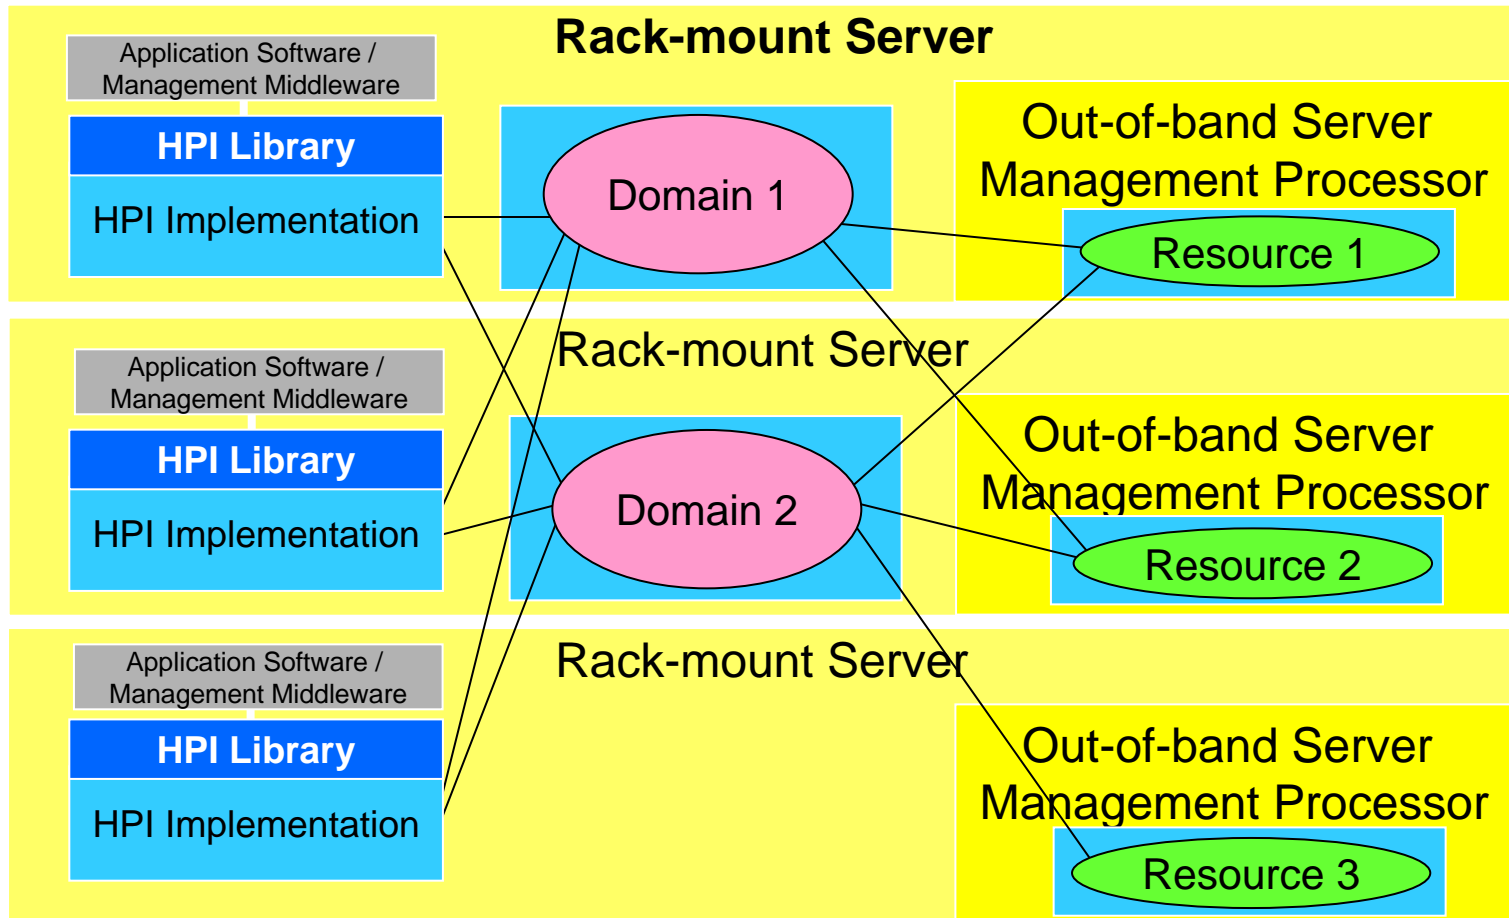 Rack-mount Server
Application Software /
Management Middleware
HPI Library
HPI Implementation
Domain 1
Out-of-band Server
Management Processor
Resource 1
Rack-mount Server
Application Software /
Management Middleware
HPI Library
HPI Implementation
Domain 2
Out-of-band Server
Management Processor
Resource 2
Rack-mount Server
Application Software /
Management Middleware
HPI Library
HPI Implementation
Out-of-band Server
Management Processor
Resource 3